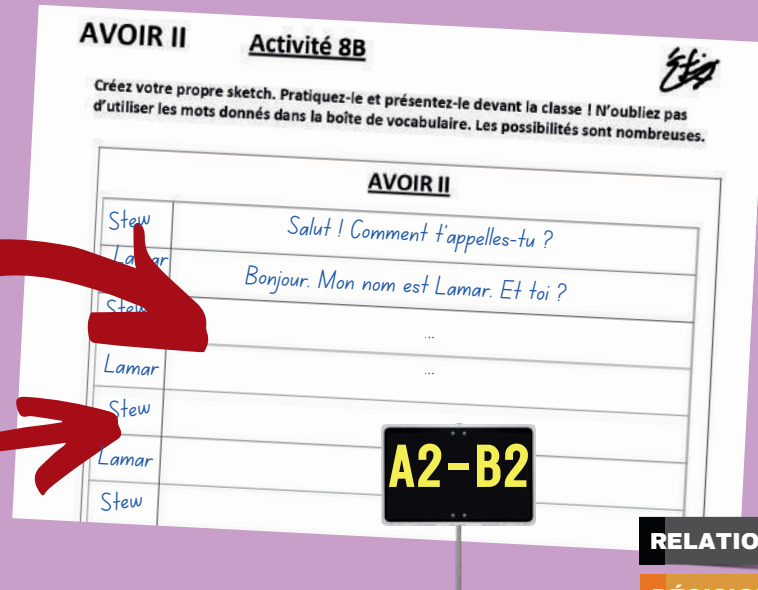 AVOIR II
Activité 8B
Créez votre propre sketch. Pratiquez-le et présentez-le devant la classe ! N'oubliez pas
d'utiliser les mots donnés dans la boîte de vocabulaire. Les possibilités sont nombreuses.
AVOIR II
Stew Salut ! Comment t'appelles-tu ?
Lamar Bonjour. Mon nom est Lamar. Et toi ?
Stew ...
Lamar ...
Stew
Lamar
Stew
A2-B2
RELATIO